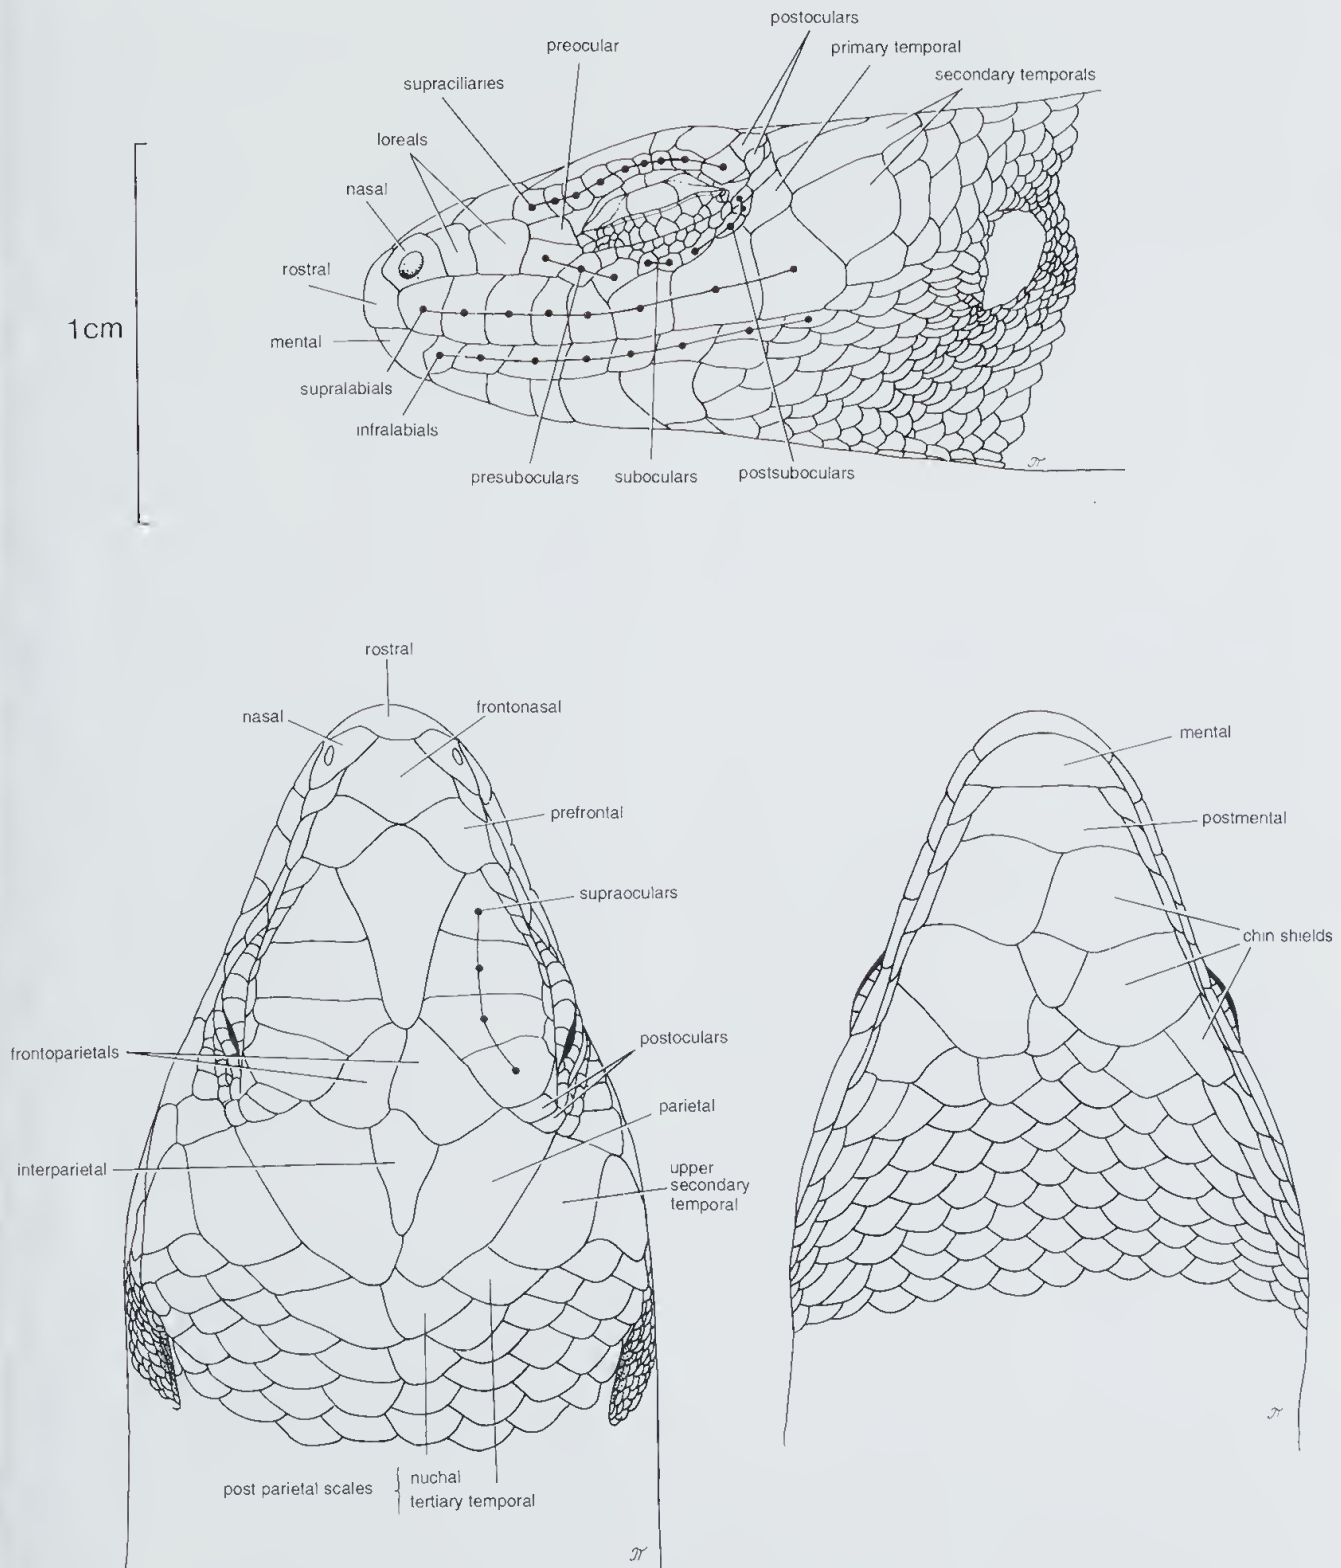 postoculars
preocular
primary temporal
supraciliaries
secondary temporals
loreals
nasal
rostral
1cm
mental
supralabials
infralabials
presuboculars
suboculars
postsuboculars
rostral
nasal
frontonasal
mental
prefrontal
postmental
supraoculars
chin shields
frontoparietals
postoculars
parietal
interparietal
upper
secondary
temporal
post parietal scales
nuchal
tertiary temporal